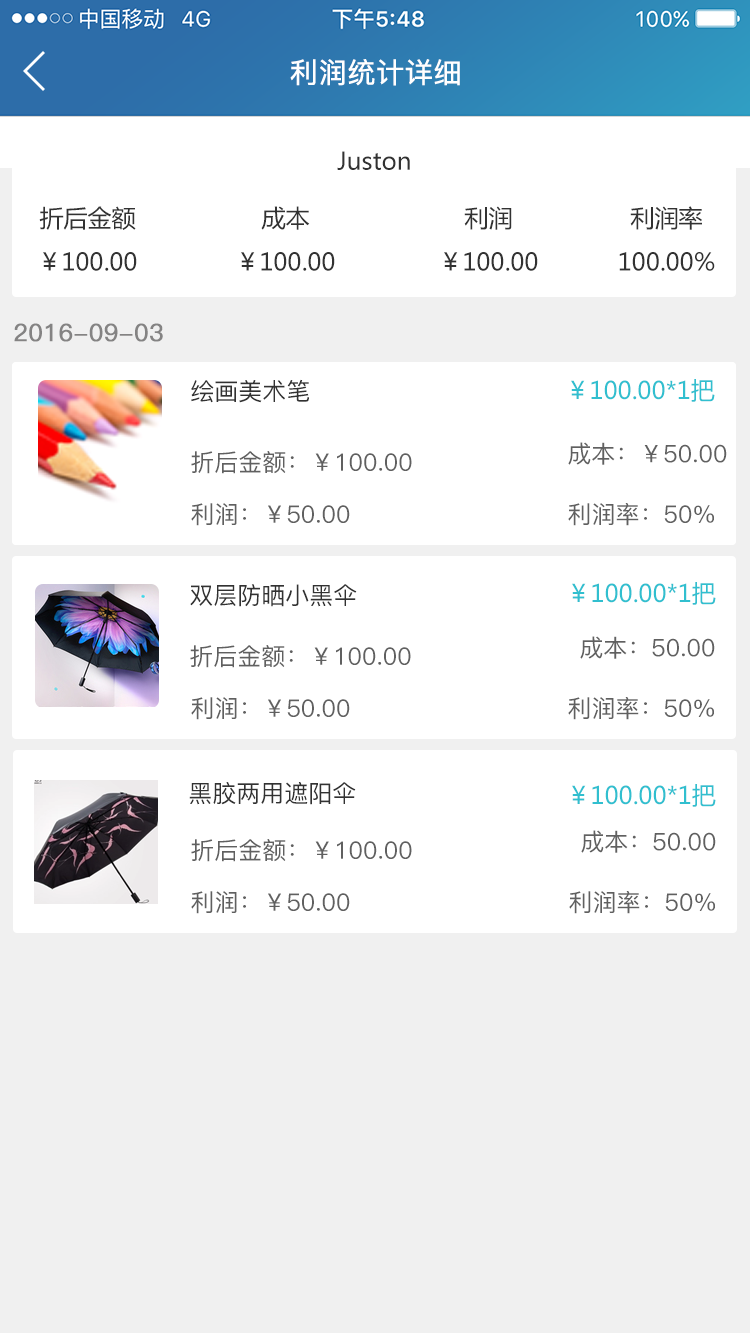 中国移动 4G 下午5:48 100%
利润统计详细
Juston
折后金额 成本 利润 利润率
￥100.00 ￥100.00 ￥100.00 100.00%
2016-09-03
绘画美术笔 ￥100.00*1把
折后金额：￥100.00 成本：￥50.00
利润：￥50.00 利润率：50%
双层防晒小黑伞 ￥100.00*1把
折后金额：￥100.00 成本：50.00
利润：￥50.00 利润率：50%
黑胶两用遮阳伞 ￥100.00*1把
折后金额：￥100.00 成本：50.00
利润：￥50.00 利润率：50%